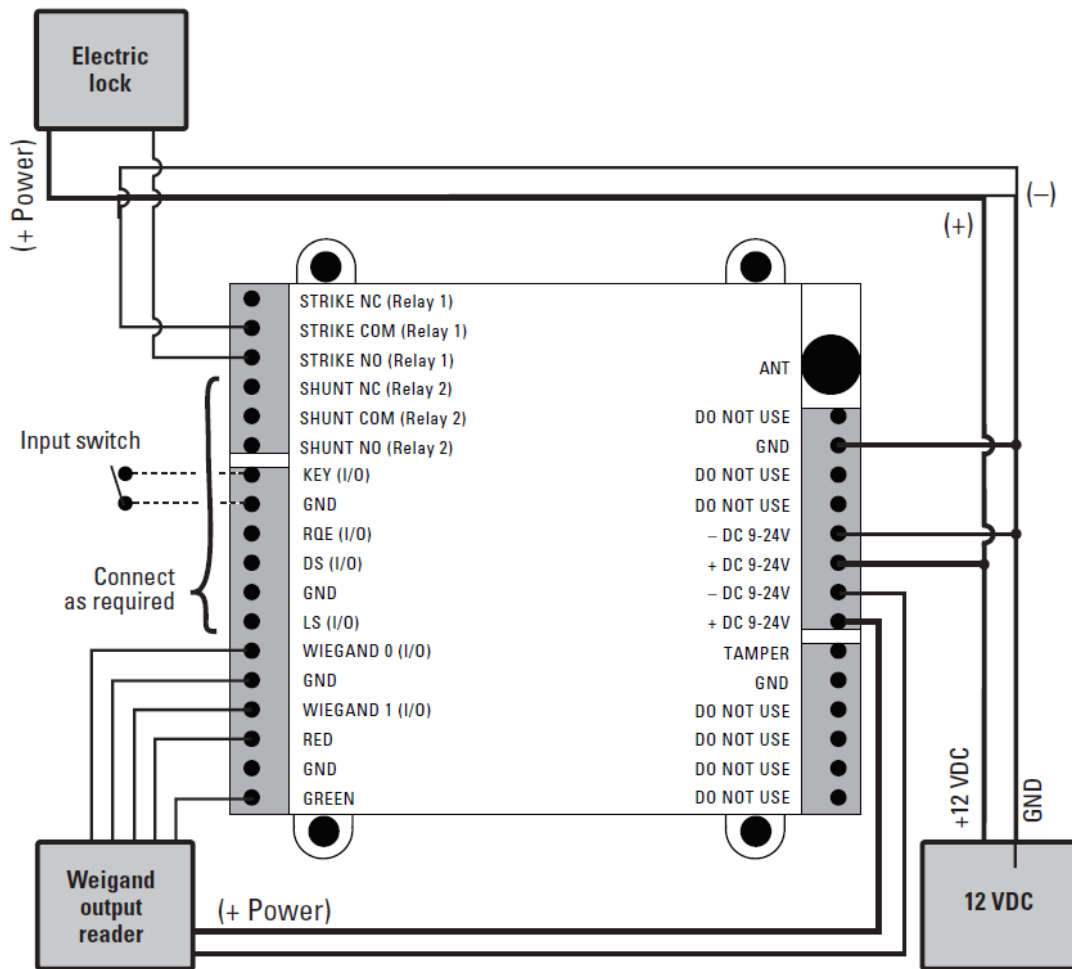 Electric
lock
(+ Power)
(–)
(+)
STRIKE NC (Relay 1)
STRIKE COM (Relay 1)
STRIKE NO (Relay 1)
SHUNT NC (Relay 2)
SHUNT COM (Relay 2)
SHUNT NO (Relay 2)
KEY (I/O)
GND
RQE (I/O)
DS (I/O)
GND
LS (I/O)
WIEGAND 0 (I/O)
GND
WIEGAND 1 (I/O)
RED
GND
GREEN
Input switch
Connect
as required
ANT
DO NOT USE
GND
DO NOT USE
DO NOT USE
– DC 9-24V
+ DC 9-24V
– DC 9-24V
+ DC 9-24V
TAMPER
GND
DO NOT USE
DO NOT USE
DO NOT USE
DO NOT USE
+12 VDC
GND
Weigand
output
reader
(+ Power)
12 VDC